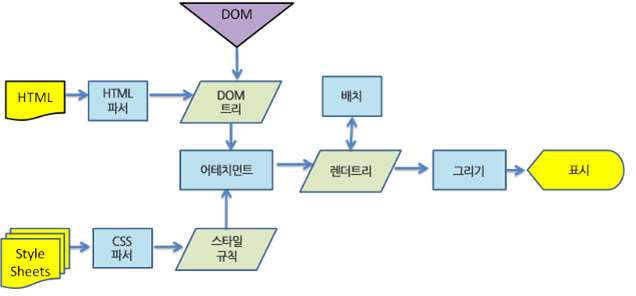 DOM
HTML
HTML
파서
DOM
트리
배치
어테치먼트
렌더트리
그리기
표시
Style
Sheets
CSS
파서
스타일
규칙